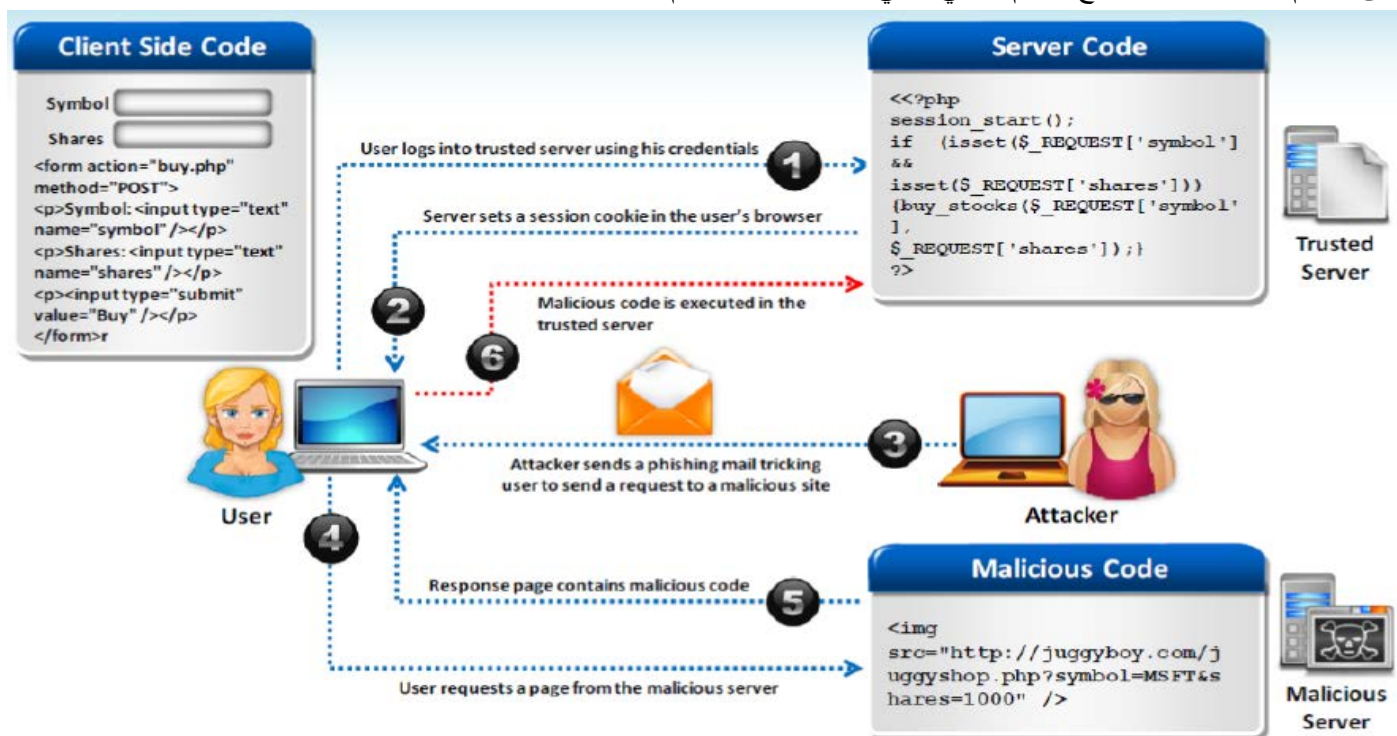 Client Side Code
Symbol
Shares
<form action="buy.php"
method="POST">
<p>Symbol: <input type="text"
name="symbol" /></p>
<p>Shares: <input type="text"
name="shares" /></p>
<p><input type="submit"
value="Buy" /></p>
</form>r
Server Code
<<?php
session_start();
if (isset($_REQUEST['symbol']
&&
isset($_REQUEST['shares']))
{buy_stocks($_REQUEST['symbol'
],
$_REQUEST['shares']);}
?>
Trusted
Server
User logs into trusted server using his credentials
1
Server sets a session cookie in the user's browser
2
Malicious code is executed in the
trusted server
6
3
Attacker sends a phishing mail tricking
user to send a request to a malicious site
User
Attacker
4
Response page contains malicious code
5
User requests a page from the malicious server
Malicious Code
<img
src="http://juggyboy.com/j
uggyshop.php?symbol=MSFT&s
hares=1000" />
Malicious
Server